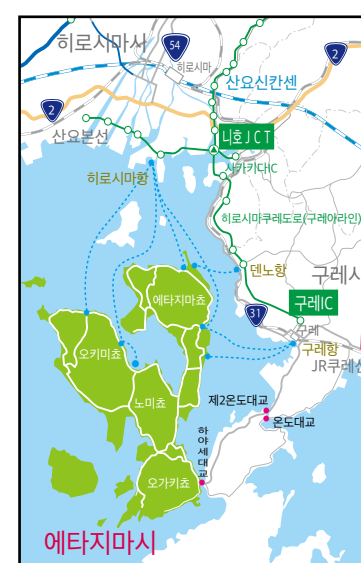 히로시마시
54
히로시마
2
산요신칸센
2
산요본선
니호JCT
사카키다IC
히로시마항
히로시마쿠레도로(구레아라인)
덴노항
구레시
에타지마쵸
구레IC
31
구레
구레항
JR쿠레선
오키미쵸
노미쵸
제2온도대교
온도대교
하야세대교
오가키쵸
에타지마시